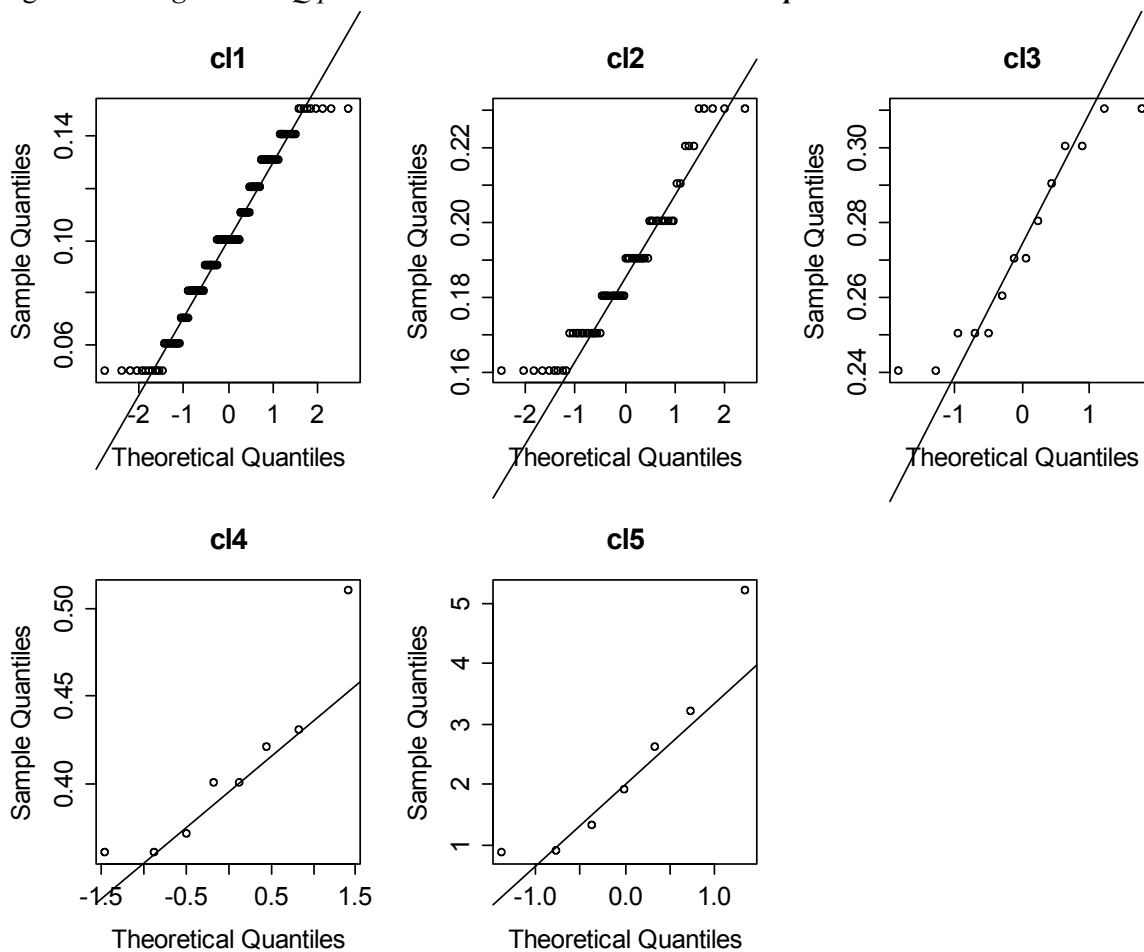 cl1
Sample Quantiles
0.14
0.10
0.06
-2 -1 0 1 2
Theoretical Quantiles
cl2
Sample Quantiles
0.22
0.20
0.18
0.16
-2 -1 0 1 2
Theoretical Quantiles
cl3
Sample Quantiles
0.30
0.28
0.26
0.24
-1 0 1
Theoretical Quantiles
cl4
Sample Quantiles
0.50
0.45
0.40
-1.5 -0.5 0.5 1.5
Theoretical Quantiles
cl5
Sample Quantiles
5
4
3
2
1
-1.0 0.0 1.0
Theoretical Quantiles